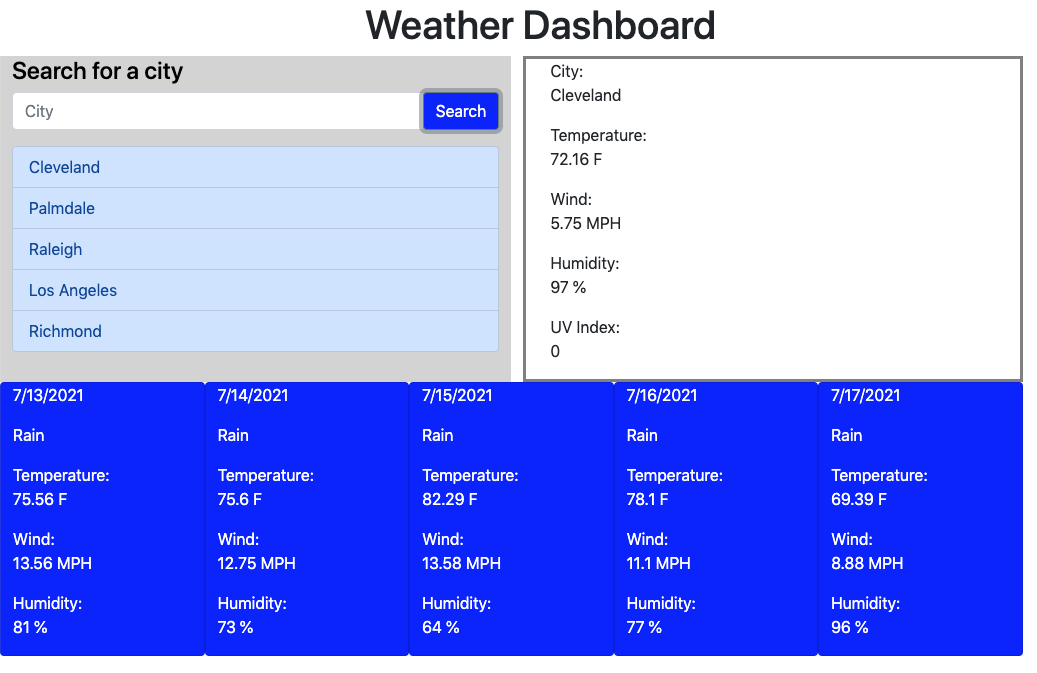 Weather Dashboard
Search for a city
City
Search
Cleveland
Palmdale
Raleigh
Los Angeles
Richmond
City:
Cleveland
Temperature:
72.16 F
Wind:
5.75 MPH
Humidity:
97 %
UV Index:
0
7/13/2021
Rain
Temperature:
75.56 F
Wind:
13.56 MPH
Humidity:
81 %
7/14/2021
Rain
Temperature:
75.6 F
Wind:
12.75 MPH
Humidity:
73 %
7/15/2021
Rain
Temperature:
82.29 F
Wind:
13.58 MPH
Humidity:
64 %
7/16/2021
Rain
Temperature:
78.1 F
Wind:
11.1 MPH
Humidity:
77 %
7/17/2021
Rain
Temperature:
69.39 F
Wind:
8.88 MPH
Humidity:
96 %